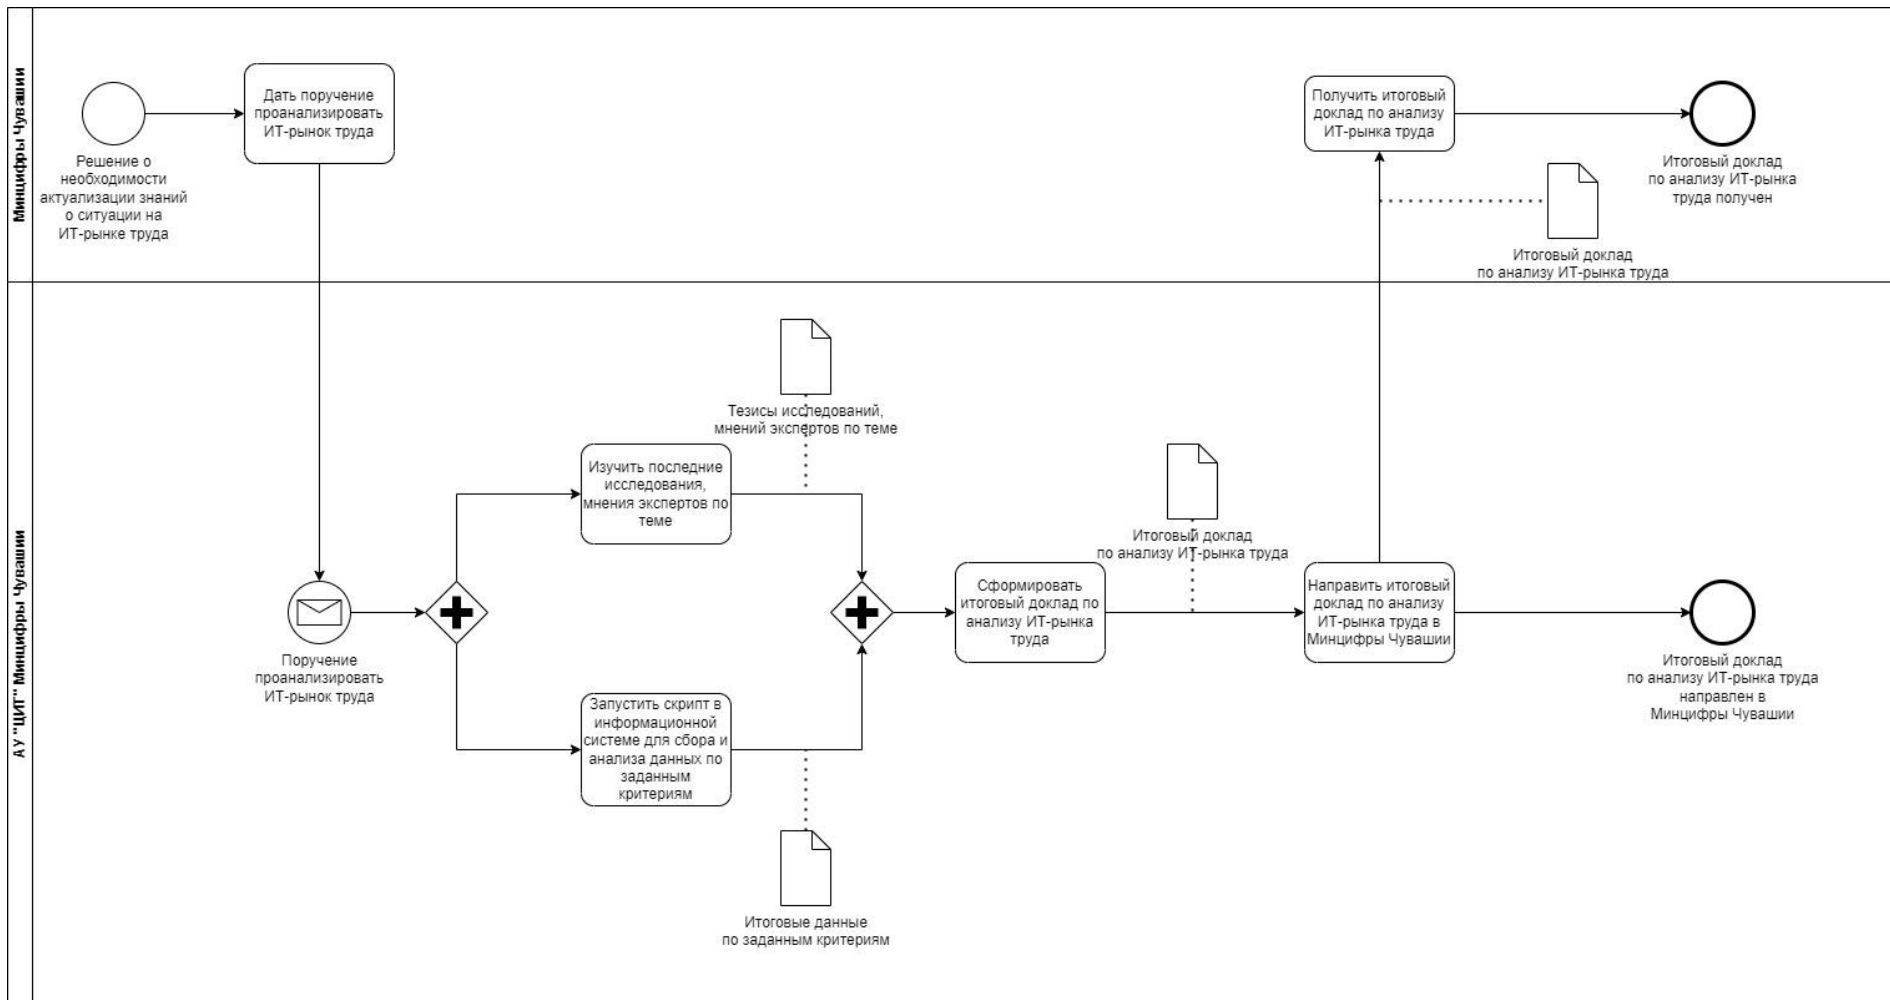 Минцифры Чувашии
Решение о
необходимости
актуализации знаний
о ситуации на
ИТ-рынке труда
Дать поручение
проанализировать
ИТ-рынок труда
Получить итоговый
доклад по анализу
ИТ-рынка труда
Итоговый доклад
по анализу ИТ-рынка труда
Итоговый доклад
по анализу ИТ-рынка
труда получен
АУ "ЦИТ" Минцифры Чувашии
Поручение
проанализировать
ИТ-рынок труда
Тезисы исследований,
мнений экспертов по теме
Изучить последние
исследования,
мнения экспертов по
теме
Запустить скрипт в
информационной
системе для сбора и
анализа данных по
заданным
критериям
Итоговые данные
по заданным критериям
Сформировать
итоговый доклад по
анализу ИТ-рынка
труда
Итоговый доклад
по анализу ИТ-рынка труда
Направить итоговый
доклад по анализу
ИТ-рынка труда в
Минцифры Чувашии
Итоговый доклад
по анализу ИТ-рынка труда
направлен в
Минцифры Чувашии